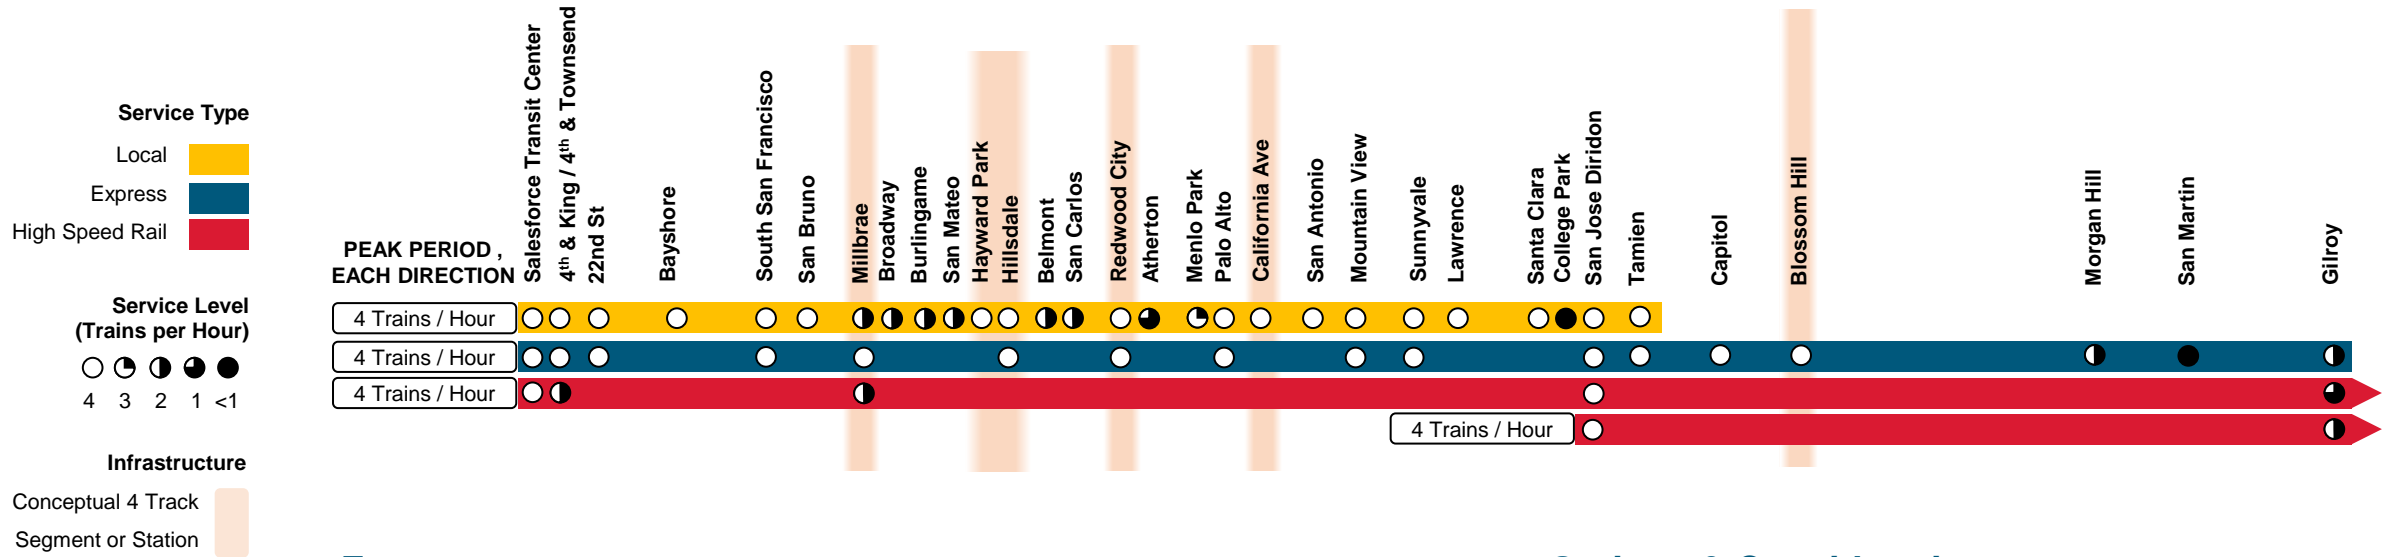 Service Type
Local
Express
High Speed Rail
Service Level
(Trains per Hour)
4 3 2 1 <1
Infrastructure
Conceptual 4 Track
Segment or Station
PEAK PERIOD ,
EACH DIRECTION
Salesforce Transit Center
4th & King / 4th & Townsend
22nd St
Bayshore
South San Francisco
San Bruno
Millbrae
Broadway
Burlingame
San Mateo
Hayward Park
Hillsdale
Belmont
San Carlos
Redwood City
Atherton
Menlo Park
Palo Alto
California Ave
San Antonio
Mountain View
Sunnyvale
Lawrence
Santa Clara
College Park
San Jose Diridon
Tamien
Capitol
Blossom Hill
Morgan Hill
San Martin
Gilroy
4 Trains / Hour
4 Trains / Hour
4 Trains / Hour
4 Trains / Hour